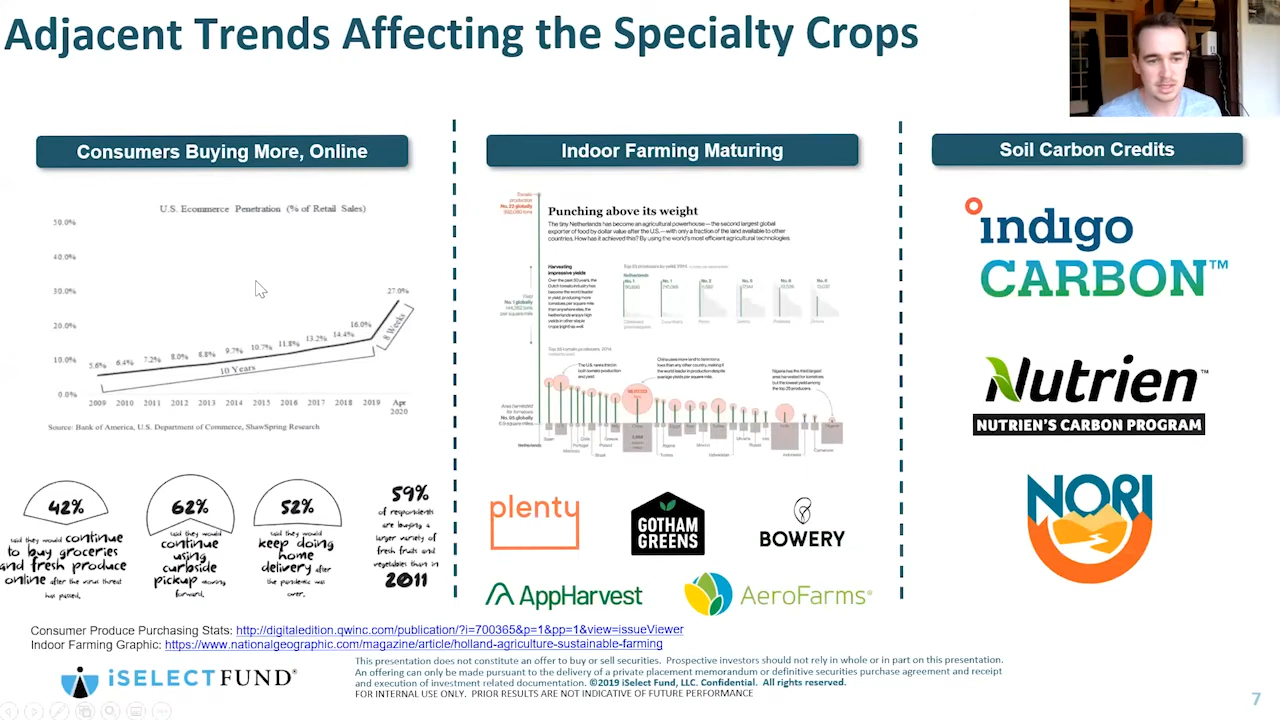 Adjacent Trends Affecting the Specialty Crops
Consumers Buying More, Online
U.S. Ecommerce Penetration (% of Retail Sales)
50.0%
40.0%
30.0%
20.0%
10.0%
0.0%
5.6% 6.4% 7.2% 8.0% 8.8% 9.7% 10.7% 11.8% 13.2% 14.4% 16.0% 27.0%
10 Years
8 Weeks
2009 2010 2011 2012 2013 2014 2015 2016 2017 2018 2019 Apr
2020
Source: Bank of America, U.S. Department of Commerce, ShawSpring Research
42%
said they would continue
to buy groceries
and fresh produce
online after the virus threat
has passed.
62%
said they would
continue
using
curbside
pickup moving
forward.
52%
said they would
keep doing
home
delivery after
the pandemic was
over.
59%
of respondents
are buying a
larger variety of
fresh fruits and
vegetables than in
2011
Indoor Farming Maturing
Punching above its weight
The tiny Netherlands has become an agricultural powerhouse—the second largest global
exporter of food by dollar value after the U.S.—with only a fraction of the land available to other
countries. How has it achieved this? By using the world's most efficient agricultural technologies
Harvesting
impressive yields
Netherlands
plenty
GOTHAM
GREENS
BOWERY
AppHarvest
AeroFarms®
Soil Carbon Credits
indigo
CARBON™
Nutrien™
NUTRIEN'S CARBON PROGRAM
NORI
Consumer Produce Purchasing Stats: http://digitaledition.qwinc.com/publication/?i=700365&p=1&pp=1&view=issueViewer
Indoor Farming Graphic: https://www.nationalgeographic.com/magazine/article/holland-agriculture-sustainable-farming
iSELECTFUND®
This presentation does not constitute an offer to buy or sell securities. Prospective investors should not rely in whole or in part on this presentation.
An offering can only be made pursuant to the delivery of a private placement memorandum or definitive securities purchase agreement and receipt
and execution of investment related documentation. ©2019 iSelect Fund, LLC. Confidential. All rights reserved.
FOR INTERNAL USE ONLY. PRIOR RESULTS ARE NOT INDICATIVE OF FUTURE PERFORMANCE
7